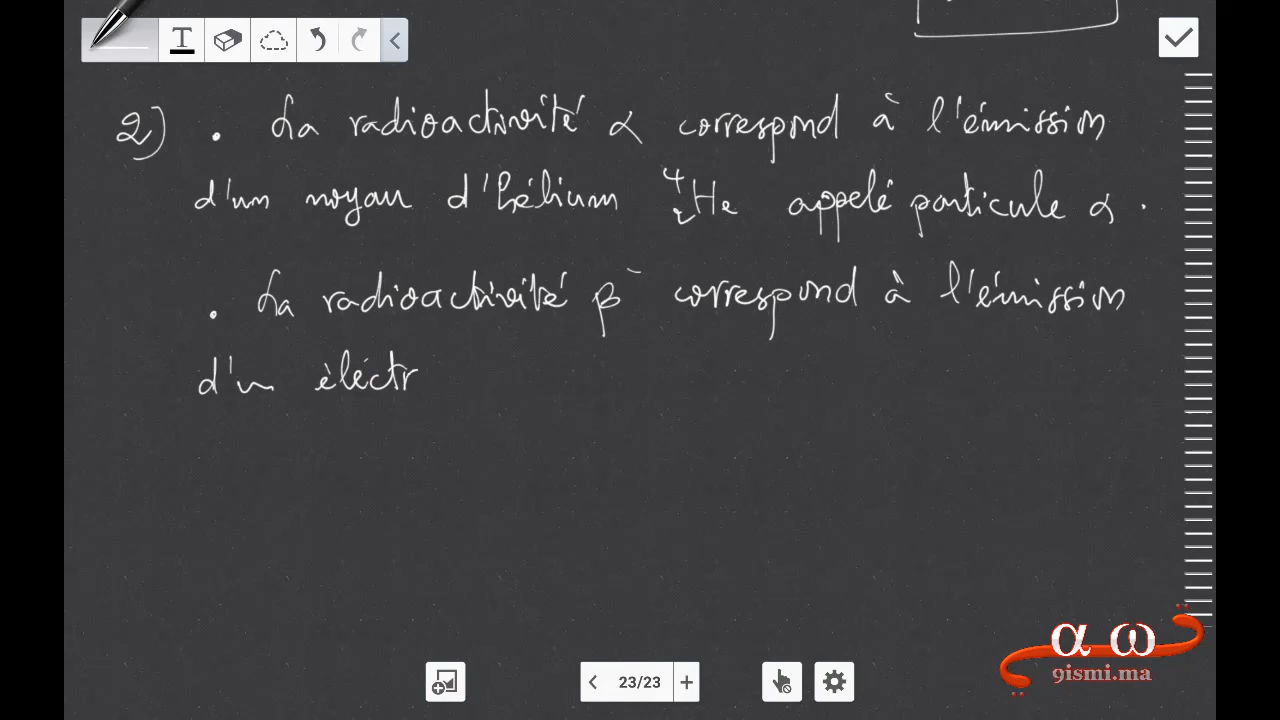 T
2) . La radioactivité α correspond à l'émission
d'un noyau d'hélium ⁴₂He appelé particule α.
. La radioactivité β⁻ correspond à l'émission
d'un èléctr
α ω
9ismi.ma
23/23